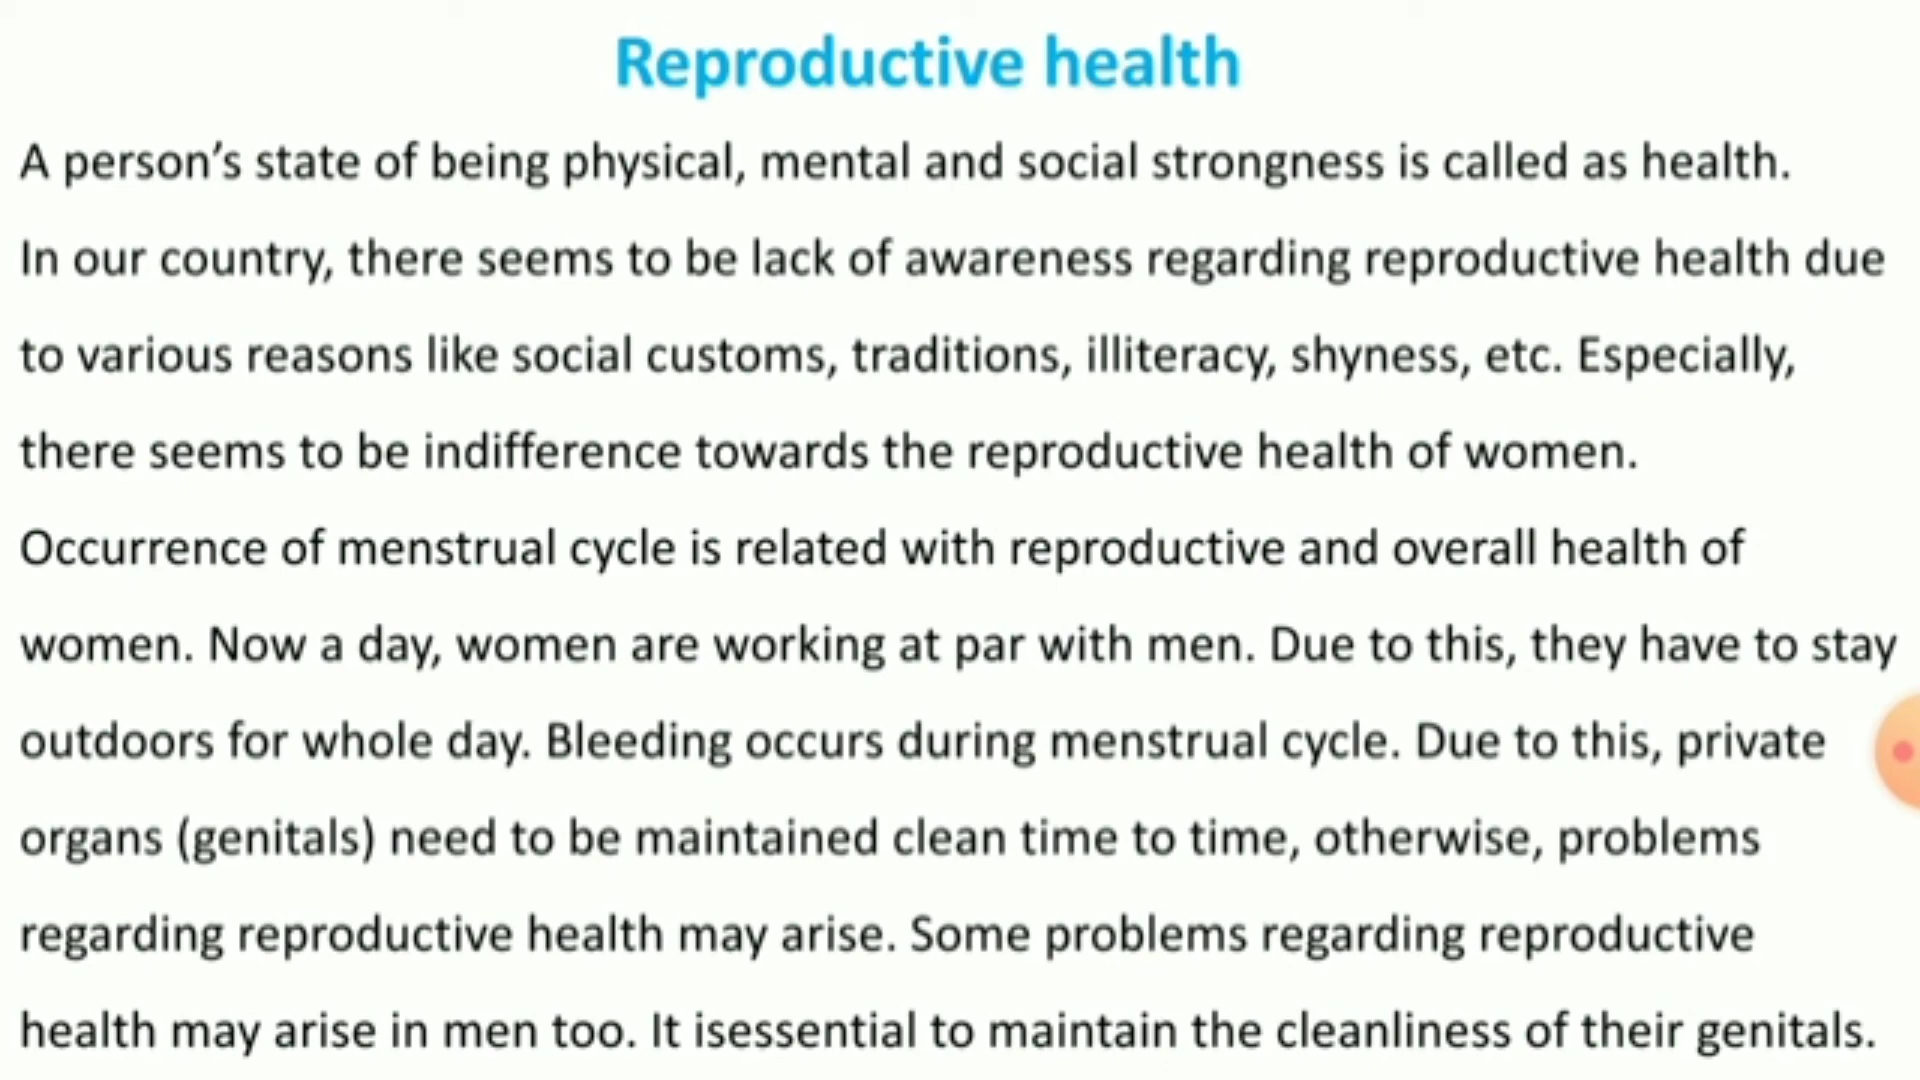 Reproductive health
A person’s state of being physical, mental and social strongness is called as health.
In our country, there seems to be lack of awareness regarding reproductive health due
to various reasons like social customs, traditions, illiteracy, shyness, etc. Especially,
there seems to be indifference towards the reproductive health of women.
Occurrence of menstrual cycle is related with reproductive and overall health of
women. Now a day, women are working at par with men. Due to this, they have to stay
outdoors for whole day. Bleeding occurs during menstrual cycle. Due to this, private
organs (genitals) need to be maintained clean time to time, otherwise, problems
regarding reproductive health may arise. Some problems regarding reproductive
health may arise in men too. It isessential to maintain the cleanliness of their genitals.